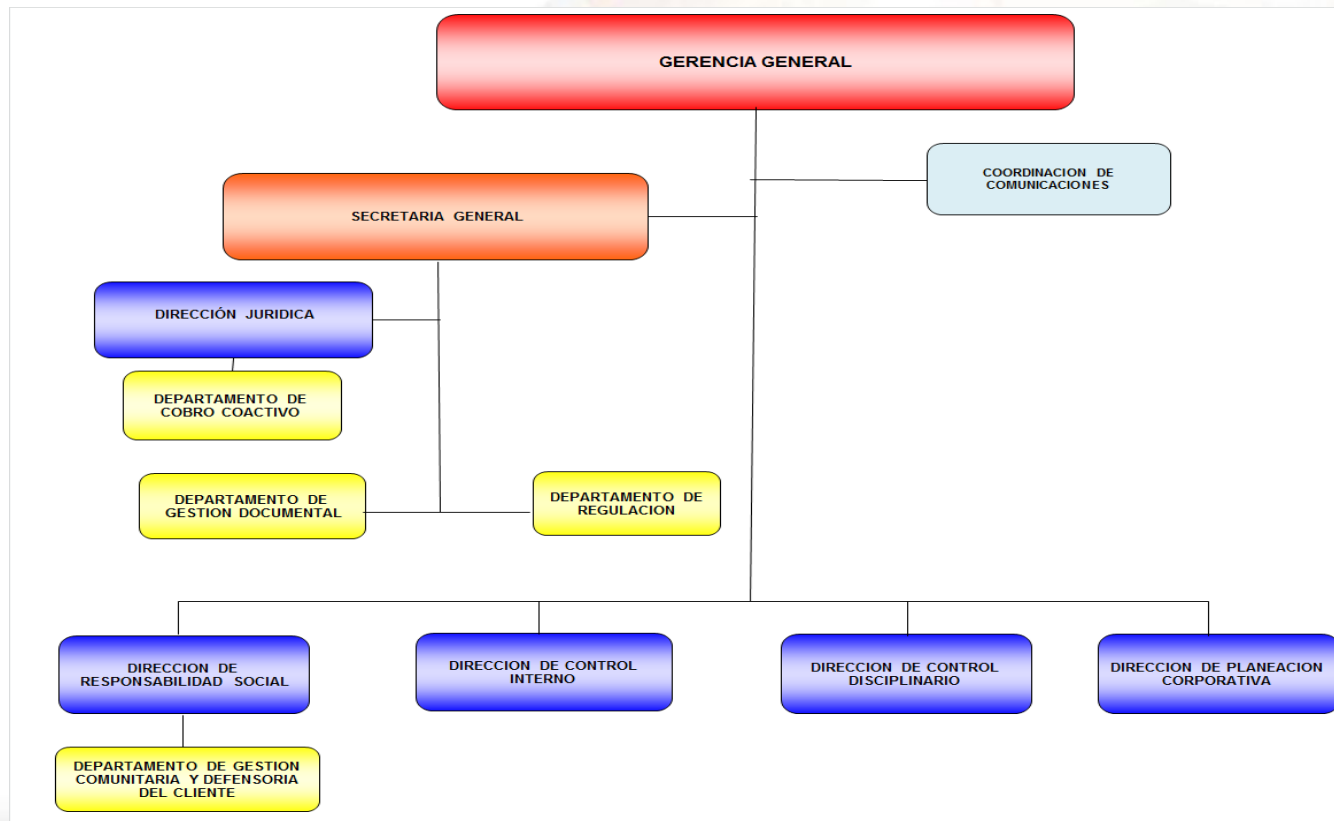 GERENCIA GENERAL
COORDINACION DE
COMUNICACIONES
SECRETARIA GENERAL
DIRECCIÓN JURIDICA
DEPARTAMENTO DE
COBRO COACTIVO
DEPARTAMENTO DE
GESTION DOCUMENTAL
DEPARTAMENTO DE
REGULACION
DIRECCION DE
RESPONSABILIDAD SOCIAL
DIRECCION DE CONTROL
INTERNO
DIRECCION DE CONTROL
DISCIPLINARIO
DIRECCION DE PLANEACION
CORPORATIVA
DEPARTAMENTO DE GESTION
COMUNITARIA Y DEFENSORIA
DEL CLIENTE